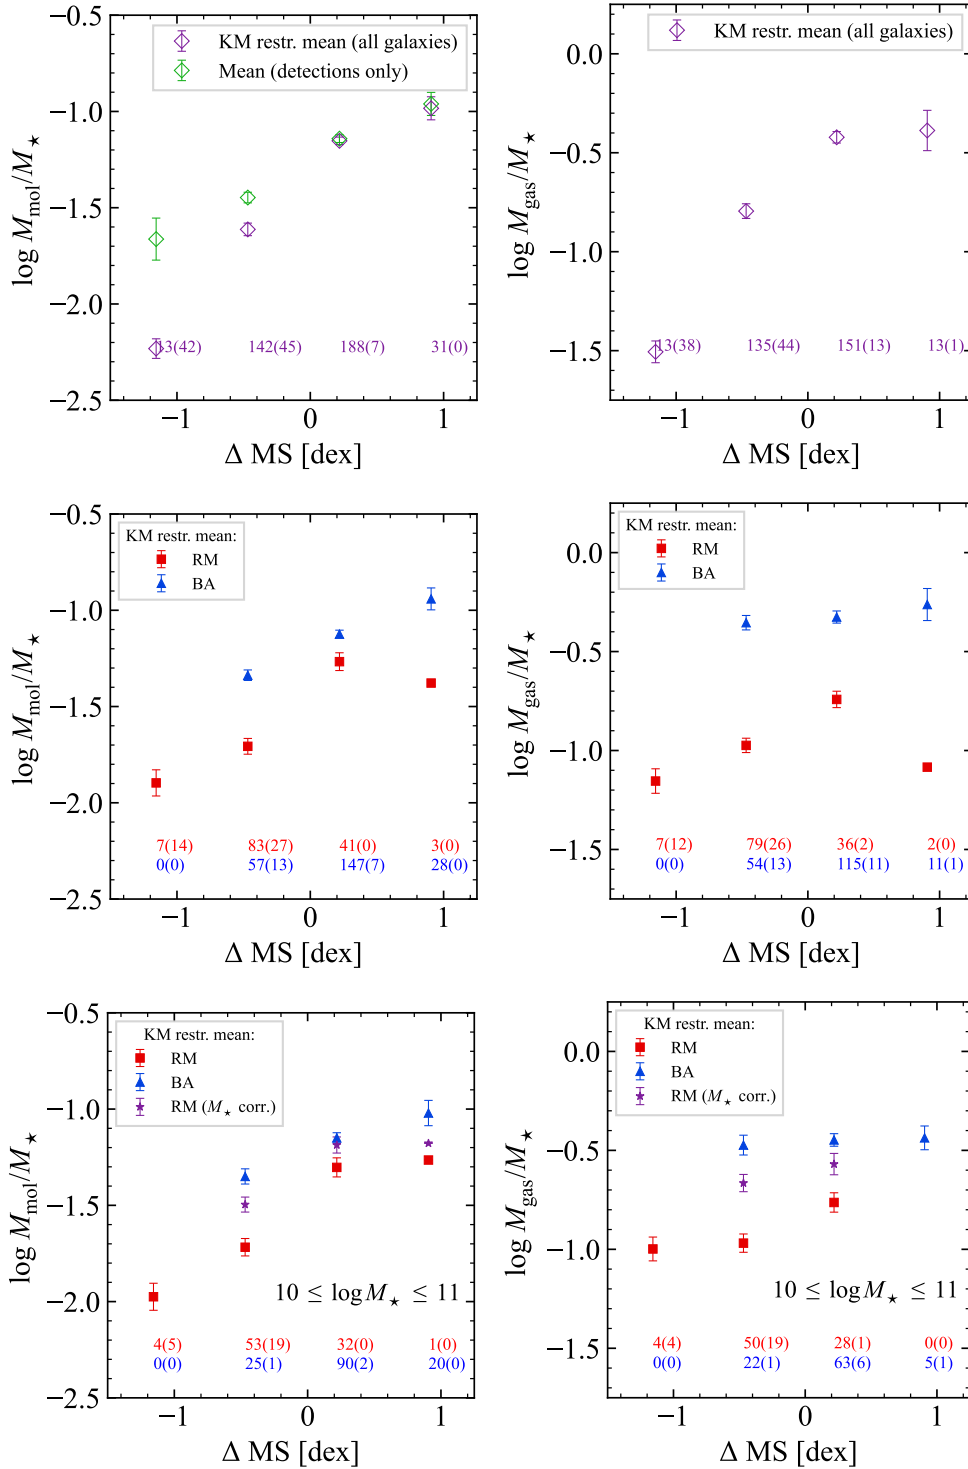 KM restr. mean (all galaxies)
Mean (detections only)
−0.5
−1.0
−1.5
−2.0
−2.5
log M_mol/M_⋆
13(42) 142(45) 188(7) 31(0)
−1 0 1
Δ MS [dex]
KM restr. mean (all galaxies)
0.0
−0.5
−1.0
−1.5
log M_gas/M_⋆
13(38) 135(44) 151(13) 13(1)
−1 0 1
Δ MS [dex]
KM restr. mean:
RM
BA
−0.5
−1.0
−1.5
−2.0
−2.5
log M_mol/M_⋆
7(14) 83(27) 41(0) 3(0)
0(0) 57(13) 147(7) 28(0)
−1 0 1
Δ MS [dex]
KM restr. mean:
RM
BA
0.0
−0.5
−1.0
−1.5
log M_gas/M_⋆
7(12) 79(26) 36(2) 2(0)
0(0) 54(13) 115(11) 11(1)
−1 0 1
Δ MS [dex]
KM restr. mean:
RM
BA
RM (M_⋆ corr.)
−0.5
−1.0
−1.5
−2.0
−2.5
log M_mol/M_⋆
10 ≤ log M_⋆ ≤ 11
4(5) 53(19) 32(0) 1(0)
0(0) 25(1) 90(2) 20(0)
−1 0 1
Δ MS [dex]
KM restr. mean:
RM
BA
RM (M_⋆ corr.)
0.0
−0.5
−1.0
−1.5
log M_gas/M_⋆
10 ≤ log M_⋆ ≤ 11
4(4) 50(19) 28(1) 0(0)
0(0) 22(1) 63(6) 5(1)
−1 0 1
Δ MS [dex]